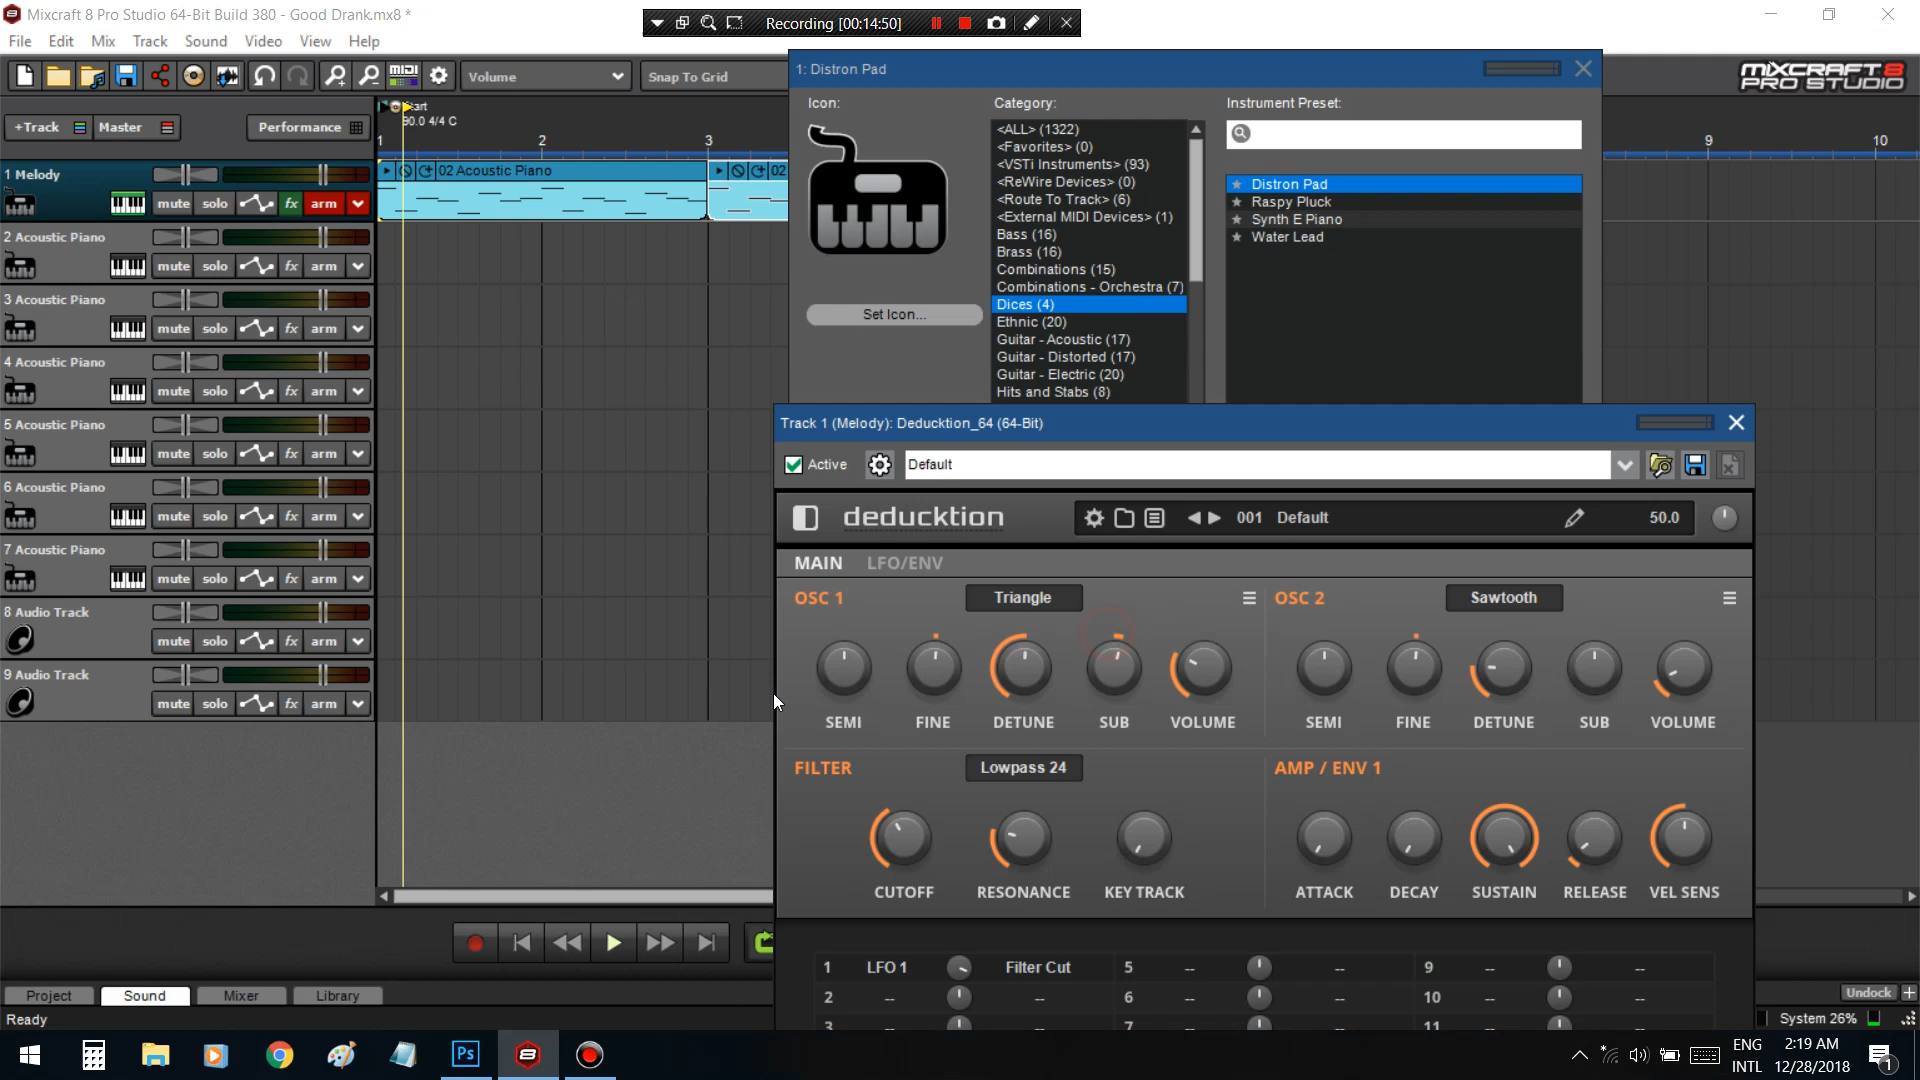 Mixcraft 8 Pro Studio 64-Bit Build 380 - Good Drank.mx8 *
Recording [00:14:50]
File Edit Mix Track Sound Video View Help
MIDI
Volume
Snap To Grid
MIXCRAFT 8
PRO STUDIO
+Track Master Performance
Start
90.0 4/4 C
1 2 3 9 10
1 Melody
mute solo fx arm
02 Acoustic Piano
02
2 Acoustic Piano
mute solo fx arm
3 Acoustic Piano
mute solo fx arm
4 Acoustic Piano
mute solo fx arm
5 Acoustic Piano
mute solo fx arm
6 Acoustic Piano
mute solo fx arm
7 Acoustic Piano
mute solo fx arm
8 Audio Track
mute solo fx arm
9 Audio Track
mute solo fx arm
1: Distron Pad
Icon:
Set Icon...
Category:
<ALL> (1322)
<Favorites> (0)
<VSTi Instruments> (93)
<ReWire Devices> (0)
<Route To Track> (6)
<External MIDI Devices> (1)
Bass (16)
Brass (16)
Combinations (15)
Combinations - Orchestra (7)
Dices (4)
Ethnic (20)
Guitar - Acoustic (17)
Guitar - Distorted (17)
Guitar - Electric (20)
Hits and Stabs (8)
Instrument Preset:
Distron Pad
Raspy Pluck
Synth E Piano
Water Lead
Track 1 (Melody): Deducktion_64 (64-Bit)
Active Default
deducktion 001 Default 50.0
MAIN LFO/ENV
OSC 1 Triangle
SEMI FINE DETUNE SUB VOLUME
OSC 2 Sawtooth
SEMI FINE DETUNE SUB VOLUME
FILTER Lowpass 24
CUTOFF RESONANCE KEY TRACK
AMP / ENV 1
ATTACK DECAY SUSTAIN RELEASE VEL SENS
1 LFO 1 Filter Cut 5 -- -- 9 -- --
2 -- -- 6 -- -- 10 -- --
3 7 11
Project Sound Mixer Library
Undock
Ready
System 26%
Ps
8
ENG
INTL
2:19 AM
12/28/2018
1